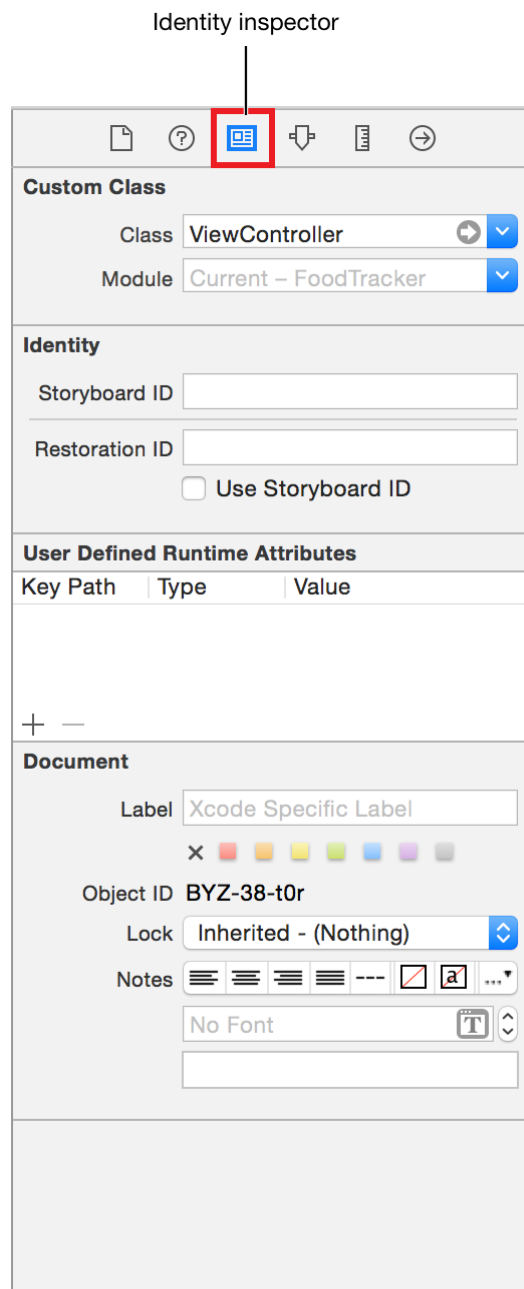 Identity inspector
Custom Class
Class ViewController
Module Current – FoodTracker
Identity
Storyboard ID
Restoration ID
Use Storyboard ID
User Defined Runtime Attributes
Key Path Type Value
Document
Label Xcode Specific Label
Object ID BYZ-38-t0r
Lock Inherited - (Nothing)
Notes --- a ...
No Font T